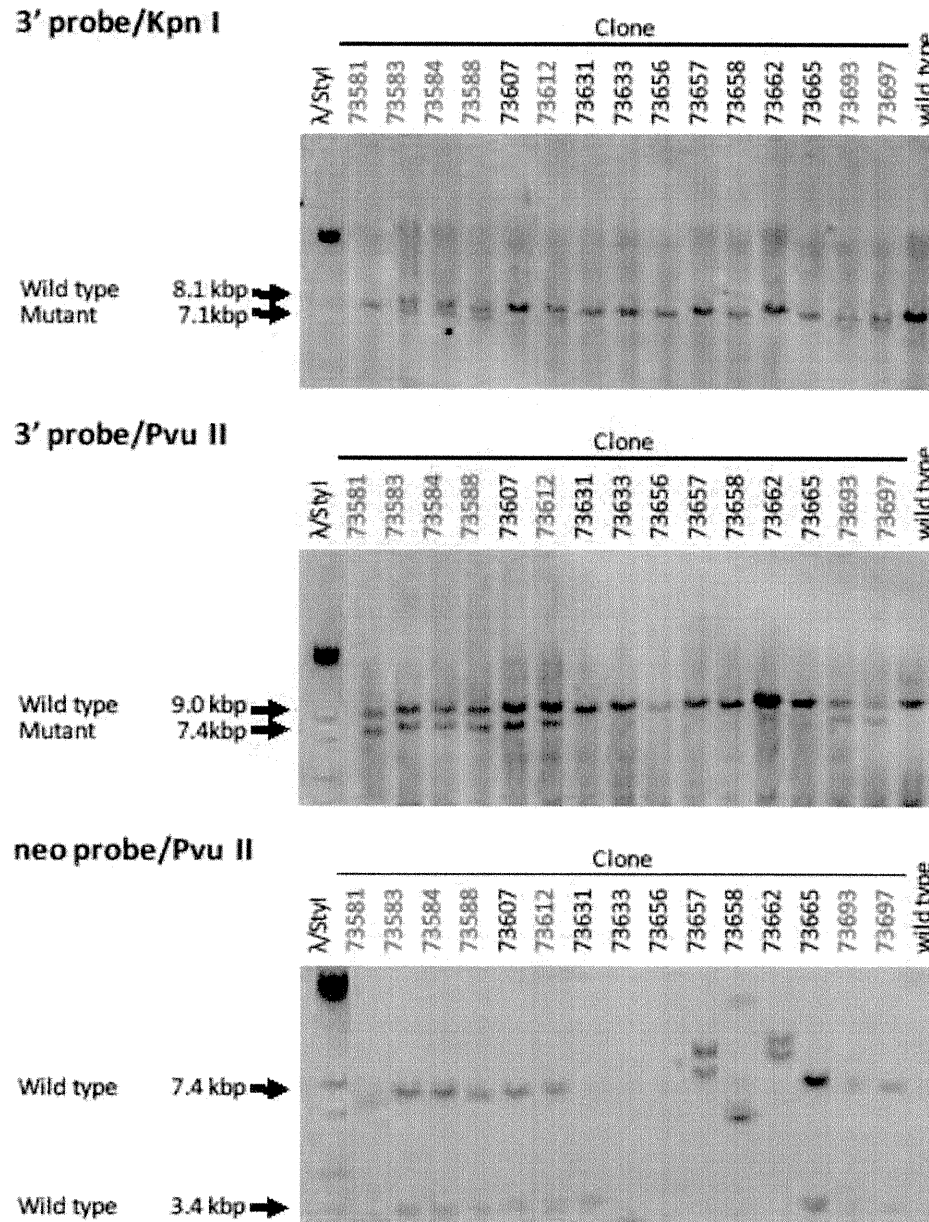 3' probe/Kpn I
Clone
λ/StyI 73581 73583 73584 73588 73607 73612 73631 73633 73656 73657 73658 73662 73665 73693 73697 wild type
Wild type 8.1 kbp
Mutant 7.1kbp
3' probe/Pvu II
Clone
λ/StyI 73581 73583 73584 73588 73607 73612 73631 73633 73656 73657 73658 73662 73665 73693 73697 wild type
Wild type 9.0 kbp
Mutant 7.4kbp
neo probe/Pvu II
Clone
λ/StyI 73581 73583 73584 73588 73607 73612 73631 73633 73656 73657 73658 73662 73665 73693 73697 wild type
Wild type 7.4 kbp
Wild type 3.4 kbp